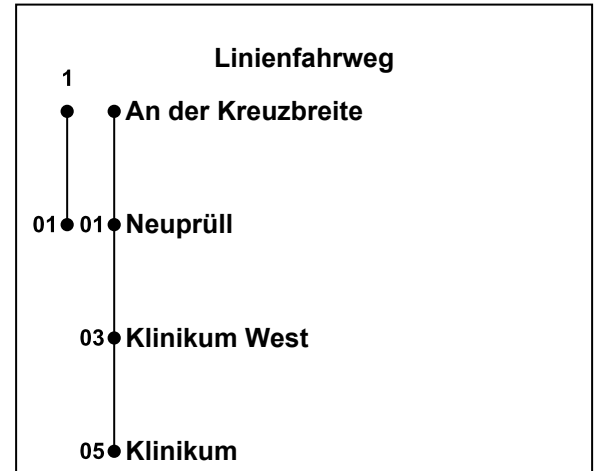 Linienfahrweg
1
An der Kreuzbreite
01 01 Neuprüll
03 Klinikum West
05 Klinikum